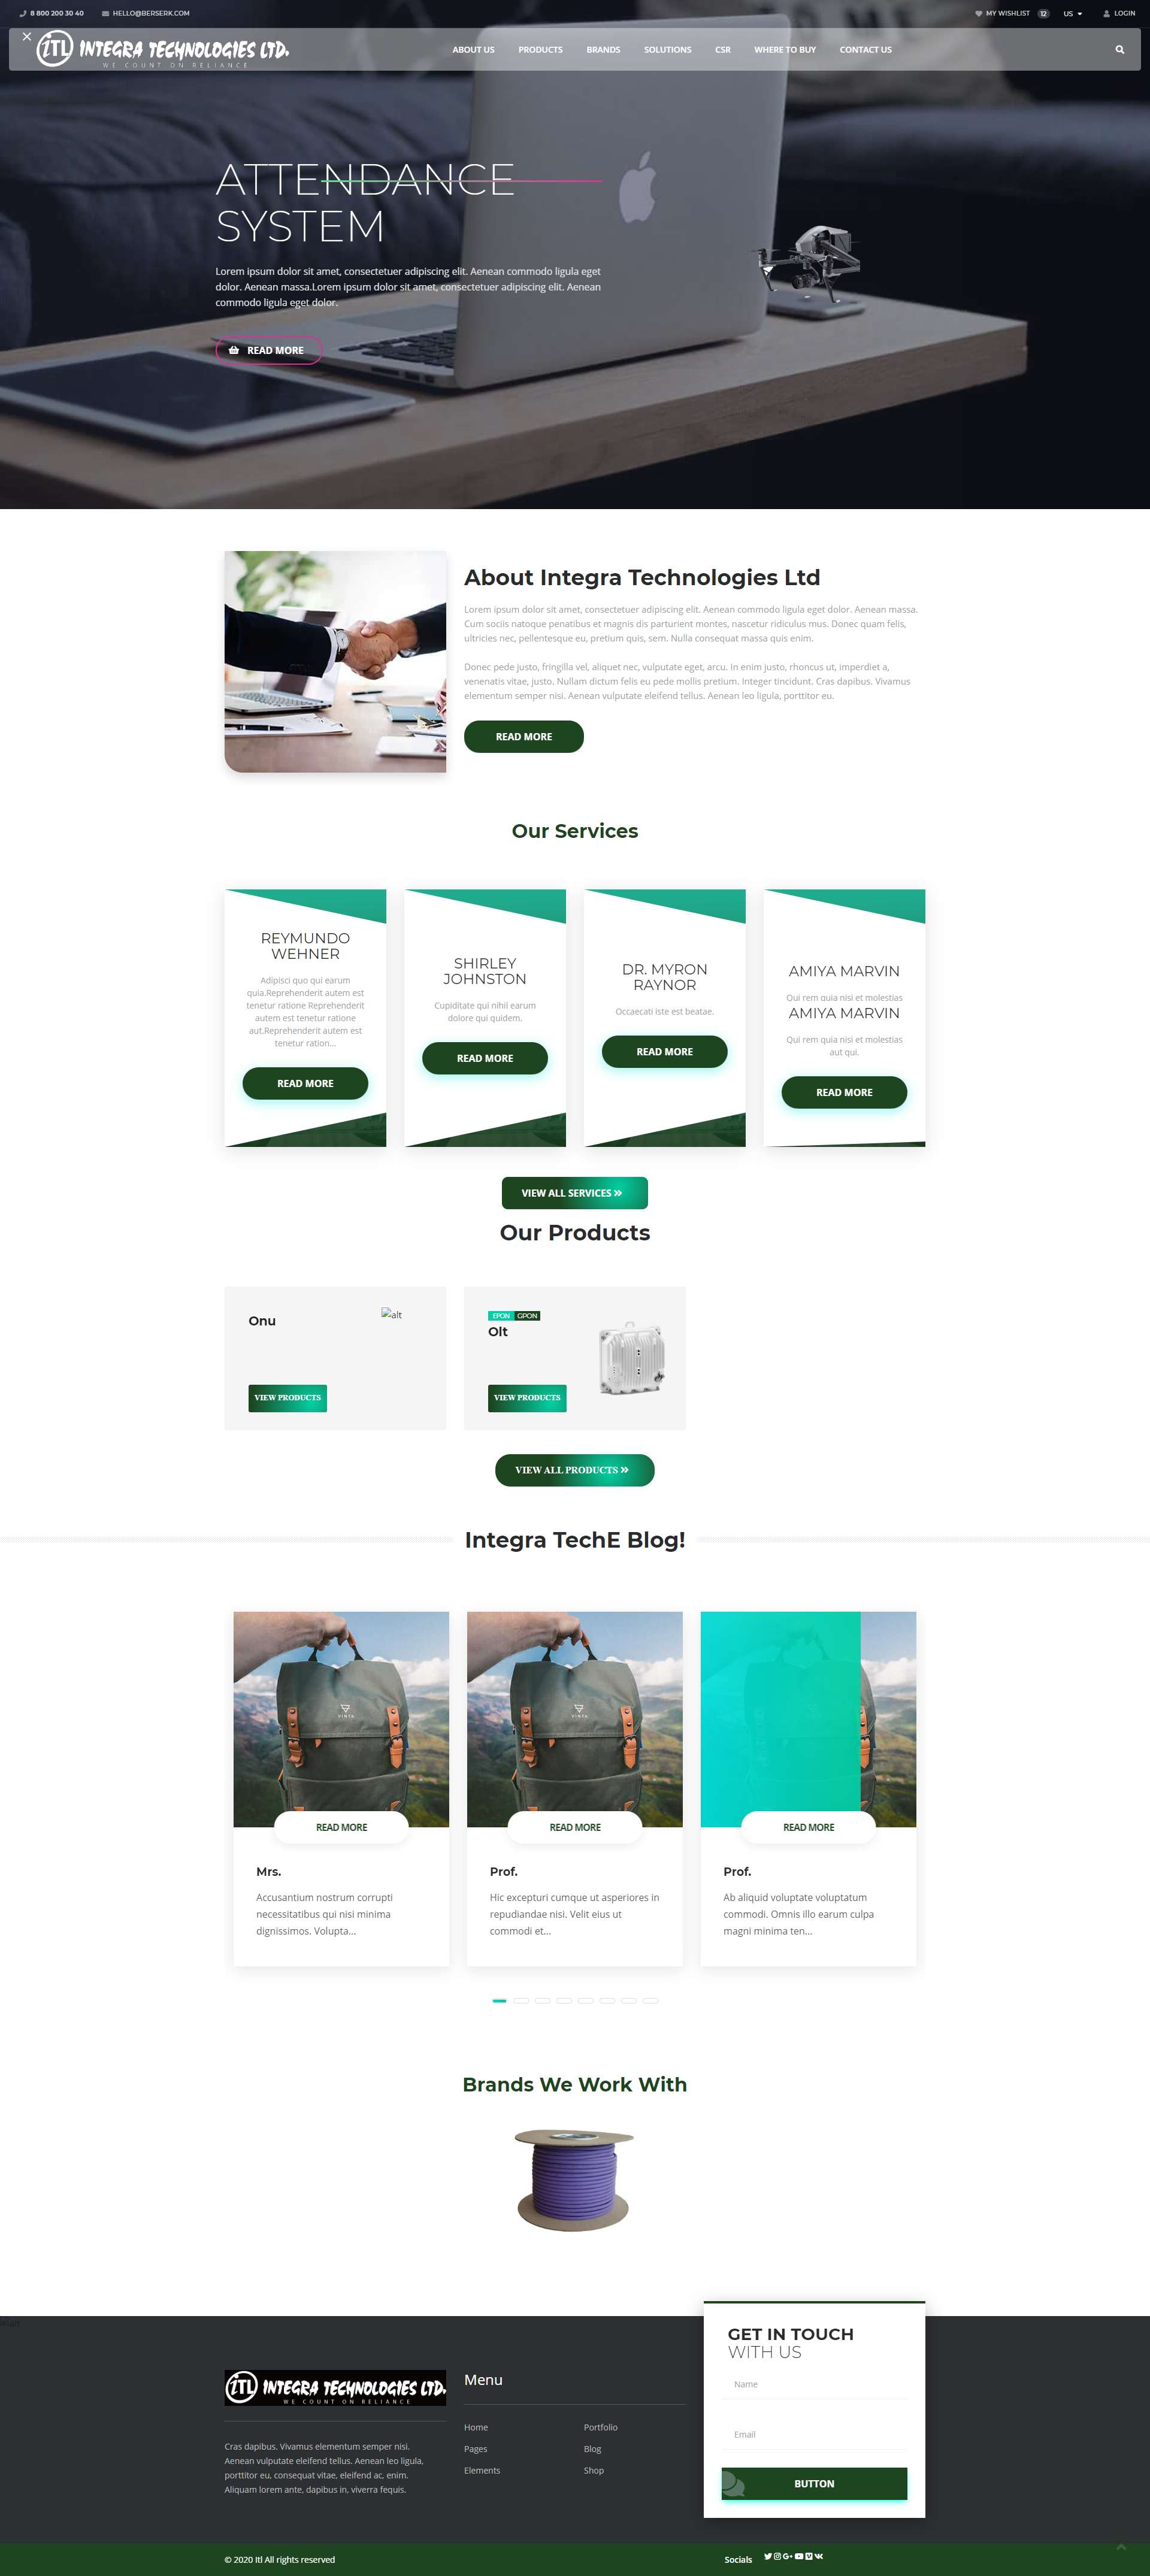 8 800 200 30 40
HELLO@BERSERK.COM
MY WISHLIST 12
US
LOGIN
ITL INTEGRA TECHNOLOGIES LTD.
WE COUNT ON RELIANCE
ABOUT US
PRODUCTS
BRANDS
SOLUTIONS
CSR
WHERE TO BUY
CONTACT US
ATTENDANCE
SYSTEM
Lorem ipsum dolor sit amet, consectetuer adipiscing elit. Aenean commodo ligula eget
dolor. Aenean massa.Lorem ipsum dolor sit amet, consectetuer adipiscing elit. Aenean
commodo ligula eget dolor.
READ MORE
About Integra Technologies Ltd
Lorem ipsum dolor sit amet, consectetuer adipiscing elit. Aenean commodo ligula eget dolor. Aenean massa.
Cum sociis natoque penatibus et magnis dis parturient montes, nascetur ridiculus mus. Donec quam felis,
ultricies nec, pellentesque eu, pretium quis, sem. Nulla consequat massa quis enim.
Donec pede justo, fringilla vel, aliquet nec, vulputate eget, arcu. In enim justo, rhoncus ut, imperdiet a,
venenatis vitae, justo. Nullam dictum felis eu pede mollis pretium. Integer tincidunt. Cras dapibus. Vivamus
elementum semper nisi. Aenean vulputate eleifend tellus. Aenean leo ligula, porttitor eu.
READ MORE
Our Services
REYMUNDO
WEHNER
Adipisci quo qui earum
quia.Reprehenderit autem est
tenetur ratione Reprehenderit
autem est tenetur ratione
aut.Reprehenderit autem est
tenetur ration...
READ MORE
SHIRLEY
JOHNSTON
Cupiditate qui nihil earum
dolore qui quidem.
READ MORE
DR. MYRON
RAYNOR
Occaecati iste est beatae.
READ MORE
AMIYA MARVIN
Qui rem quia nisi et molestias
AMIYA MARVIN
Qui rem quia nisi et molestias
aut qui.
READ MORE
VIEW ALL SERVICES
Our Products
Onu
alt
VIEW PRODUCTS
EPON GPON
Olt
VIEW PRODUCTS
VIEW ALL PRODUCTS
Integra TechE Blog!
VINTA
READ MORE
Mrs.
Accusantium nostrum corrupti
necessitatibus qui nisi minima
dignissimos. Volupta...
VINTA
READ MORE
Prof.
Hic excepturi cumque ut asperiores in
repudiandae nisi. Velit eius ut
commodi et...
READ MORE
Prof.
Ab aliquid voluptate voluptatum
commodi. Omnis illo earum culpa
magni minima ten...
Brands We Work With
ITL INTEGRA TECHNOLOGIES LTD.
WE COUNT ON RELIANCE
Cras dapibus. Vivamus elementum semper nisi.
Aenean vulputate eleifend tellus. Aenean leo ligula,
porttitor eu, consequat vitae, eleifend ac, enim.
Aliquam lorem ante, dapibus in, viverra fequis.
Menu
Home
Portfolio
Pages
Blog
Elements
Shop
GET IN TOUCH
WITH US
Name
Email
BUTTON
© 2020 Itl All rights reserved
Socials